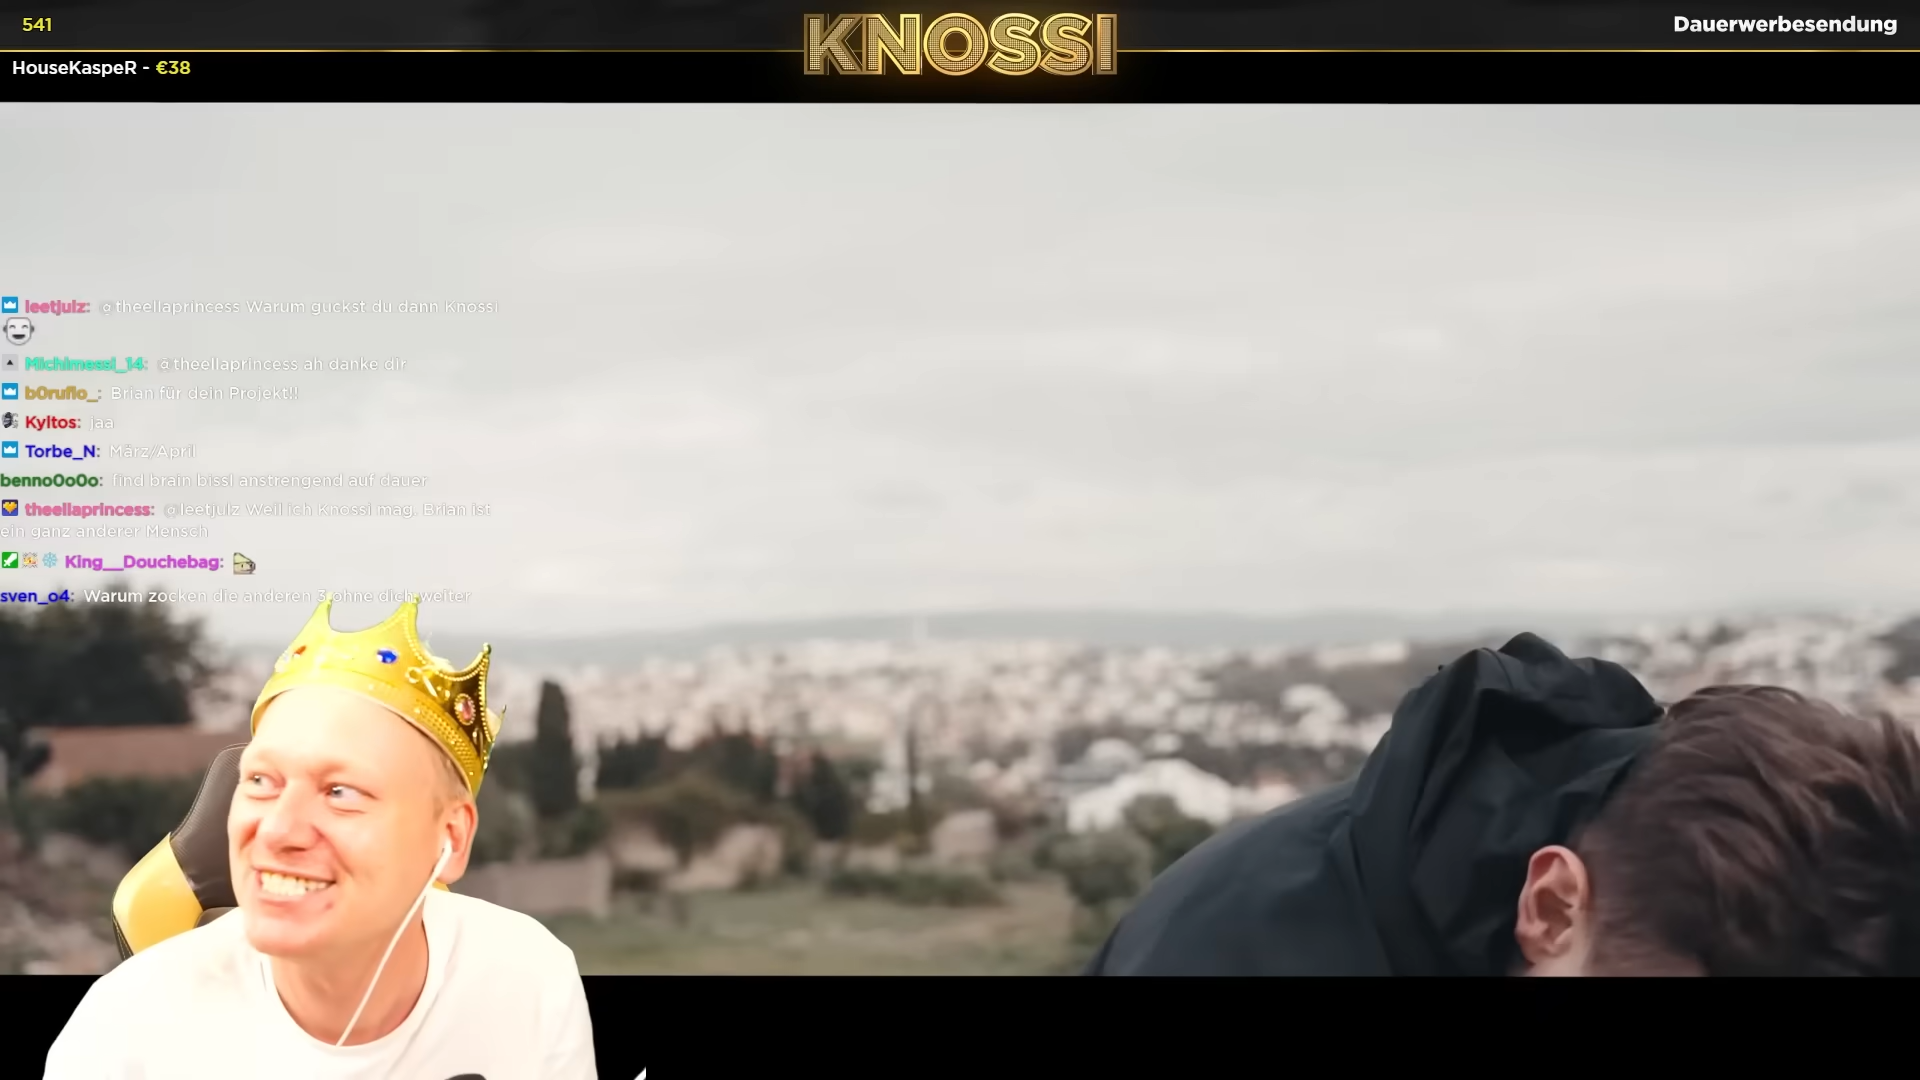 541
KNOSSI
Dauerwerbesendung
HouseKaspeR - €38
leetjulz: @theellaprincess Warum guckst du dann Knossi
Michimessi_14: @theellaprincess ah danke dir
b0rufio_: Brian für dein Projekt!!
Kyltos: Jaa
Torbe_N: März/April
benno0o0o: find brain bissl anstrengend auf dauer
theellaprincess: @leetjulz Weil ich Knossi mag. Brian ist
ein ganz anderer Mensch
King__Douchebag:
sven_o4: Warum zocken die anderen 3 ohne dich weiter